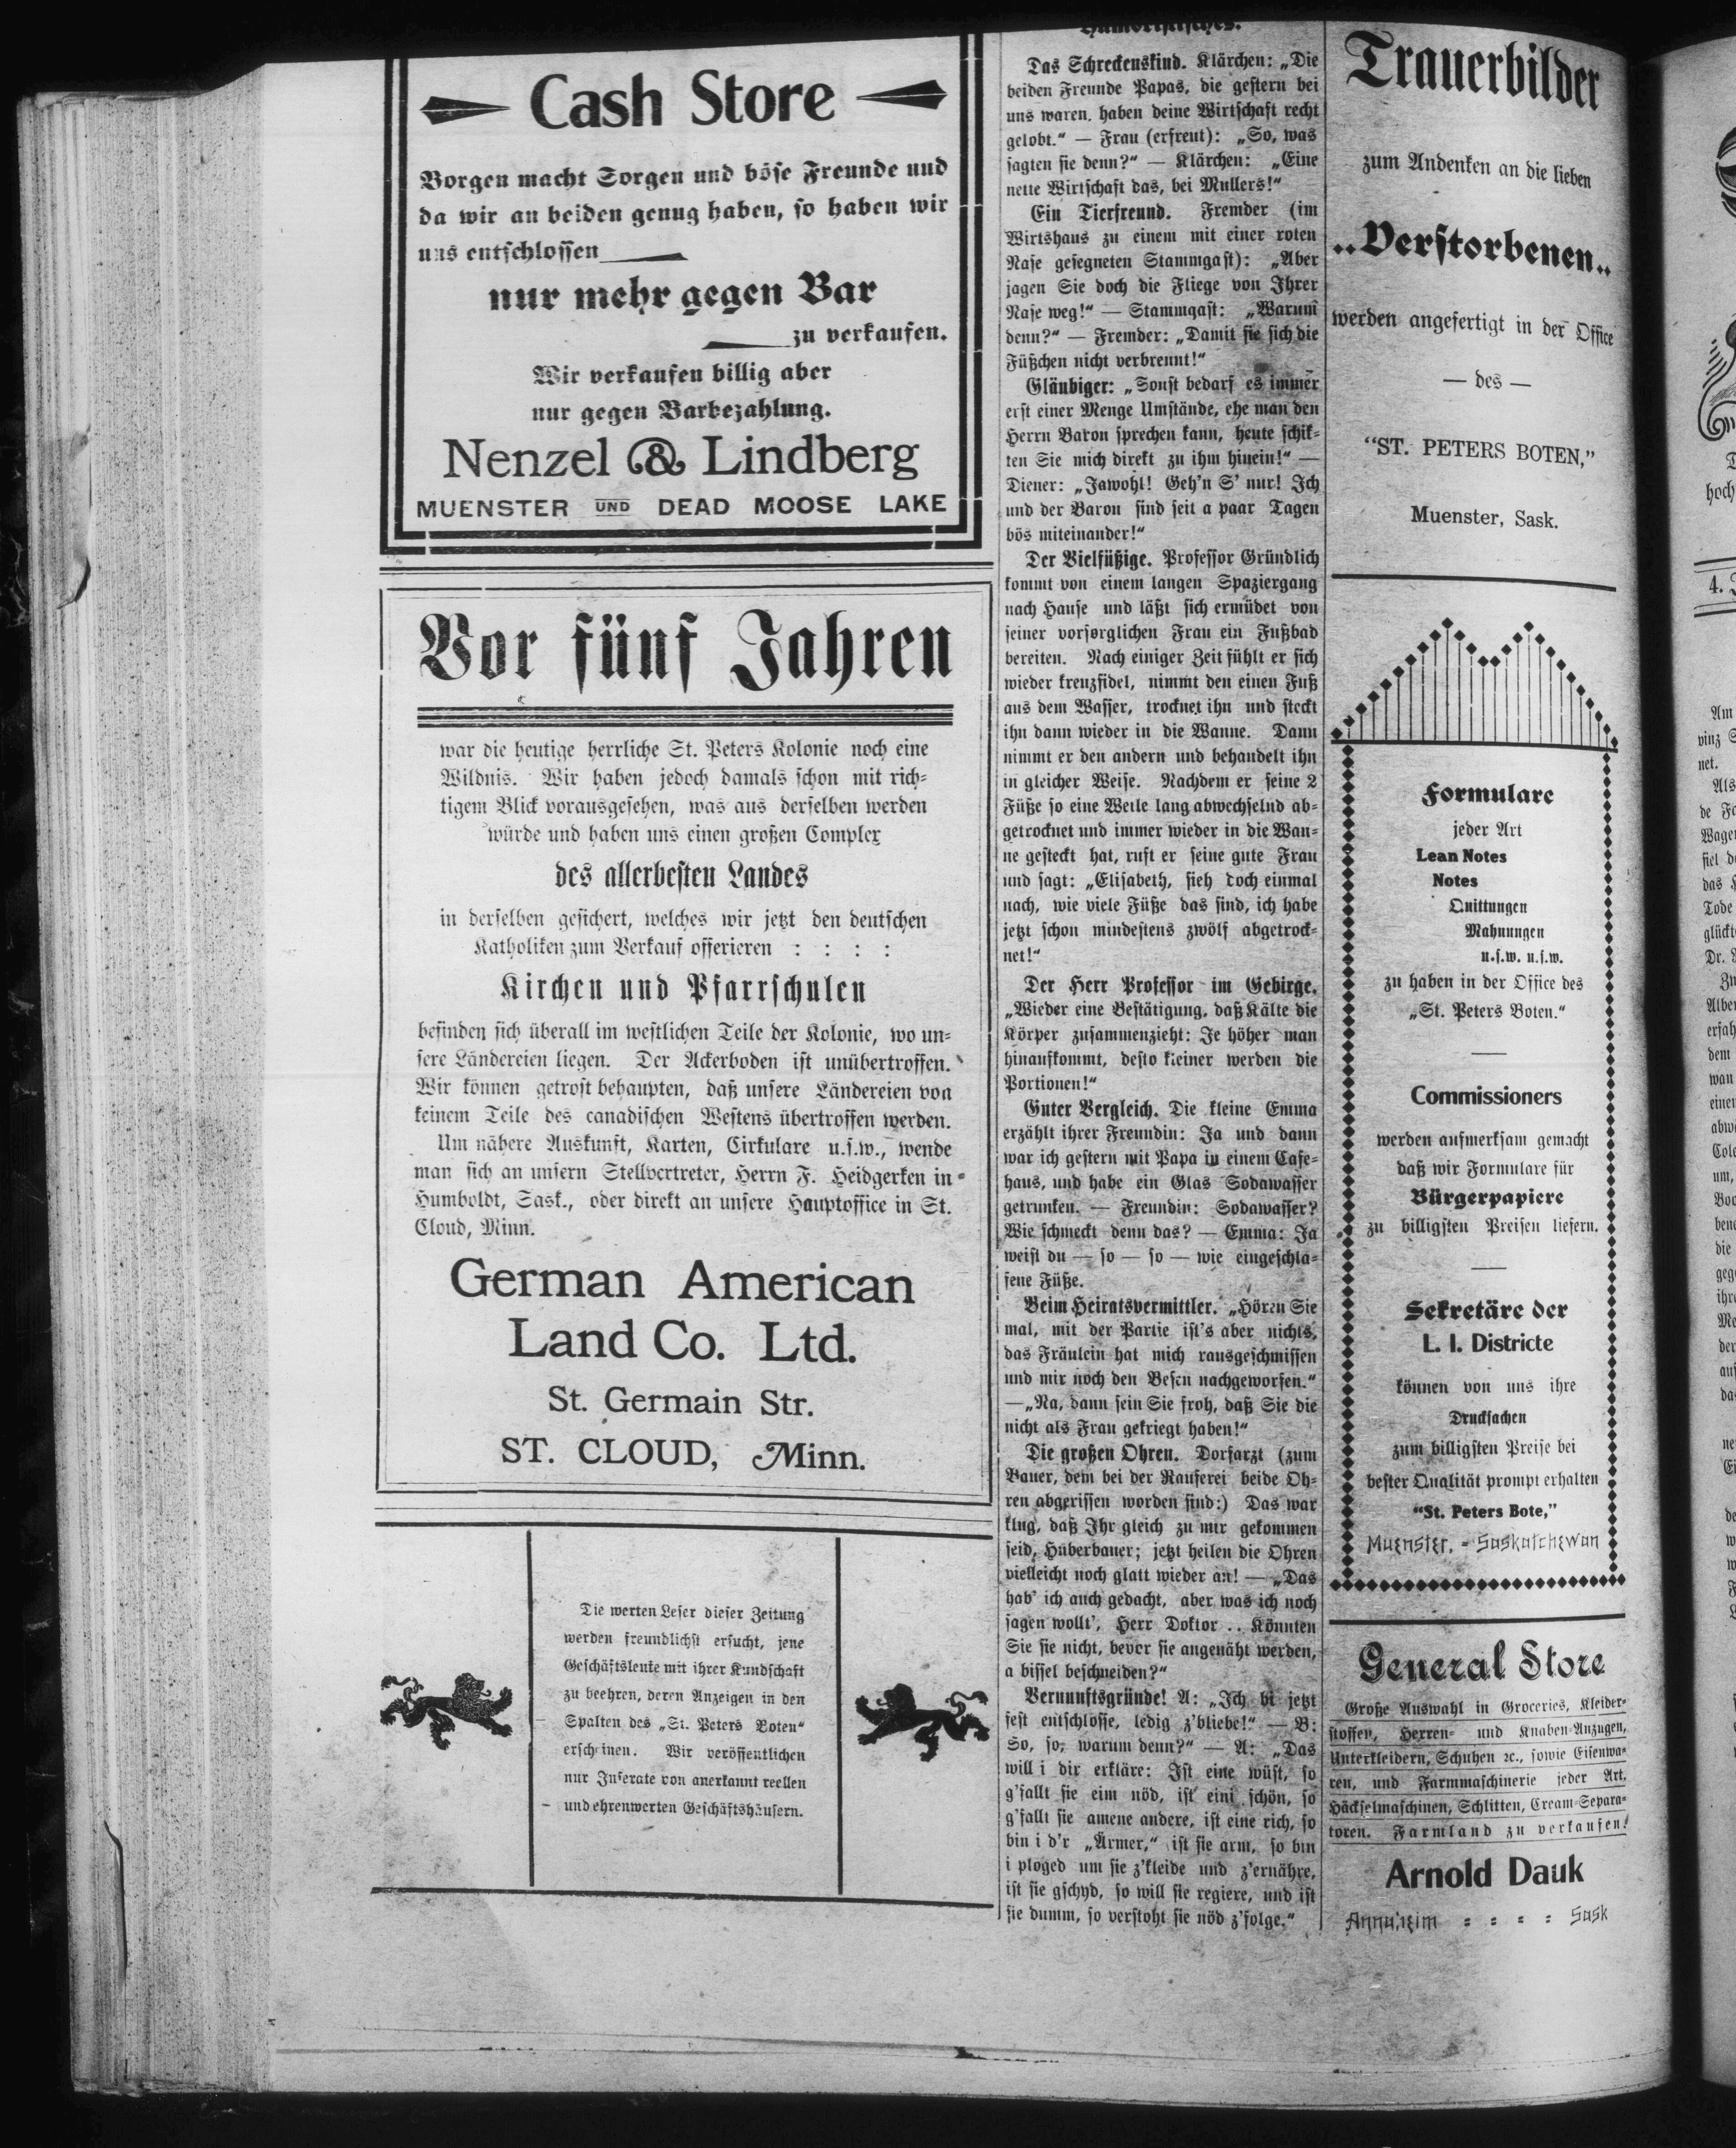 Cash Store
Borgen macht Sorgen und böse Freunde und
da wir an beiden genug haben, so haben wir
uns entschlossen
nur mehr gegen Bar
zu verkaufen.
Wir verkaufen billig aber
nur gegen Barbezahlung.
Nenzel & Lindberg
MUENSTER UND DEAD MOOSE LAKE
Vor fünf Jahren
war die heutige herrliche St. Peters Kolonie noch eine
Wildnis. Wir haben jedoch damals schon mit rich-
tigem Blick vorausgesehen, was aus derselben werden
würde und haben uns einen großen Complex
des allerbesten Landes
in derselben gesichert, welches wir jetzt den deutschen
Katholiken zum Verkauf offerieren : : : :
Kirchen und Pfarrschulen
befinden sich überall im westlichen Teile der Kolonie, wo un-
sere Ländereien liegen. Der Ackerboden ist unübertroffen.
Wir können getrost behaupten, daß unsere Ländereien von
keinem Teile des canadischen Westens übertroffen werden.
Um nähere Auskunft, Karten, Cirkulare u.s.w., wende
man sich an unsern Stellvertreter, Herrn F. Heidgerken in
Humboldt, Sask., oder direkt an unsere Hauptoffice in St.
Cloud, Minn.
German American
Land Co. Ltd.
St. Germain Str.
ST. CLOUD, Minn.
Die werten Leser dieser Zeitung
werden freundlichst ersucht, jene
Geschäftsleute mit ihrer Kundschaft
zu beehren, deren Anzeigen in den
Spalten des „St. Peters Boten“
erscheinen. Wir veröffentlichen
nur Inserate von anerkannt reellen
und ehrenwerten Geschäftshäusern.
Humoristisches.
Das Schreckenskind. Klärchen: „Die
beiden Freunde Papas, die gestern bei
uns waren, haben deine Wirtschaft recht
gelobt.“ — Frau (erfreut): „So, was
sagten sie denn?“ — Klärchen: „Eine
nette Wirtschaft das, bei Mullers!“
Ein Tierfreund. Fremder (im
Wirtshaus zu einem mit einer roten
Nase gesegneten Stammgast): „Aber
jagen Sie doch die Fliege von Ihrer
Nase weg!“ — Stammgast: „Warum
denn?“ — Fremder: „Damit sie sich die
Füßchen nicht verbrennt!“
Gläubiger: „Sonst bedarf es immer
erst einer Menge Umstände, ehe man den
Herrn Baron sprechen kann, heute schik-
ten Sie mich direkt zu ihm hinein!“ —
Diener: „Jawohl! Geh'n S' nur! Ich
und der Baron sind seit a paar Tagen
bös miteinander!“
Der Vielfüßige. Professor Gründlich
kommt von einem langen Spaziergang
nach Hause und läßt sich ermüdet von
seiner vorsorglichen Frau ein Fußbad
bereiten. Nach einiger Zeit fühlt er sich
wieder kreuzfidel, nimmt den einen Fuß
aus dem Wasser, trocknet ihn und steckt
ihn dann wieder in die Wanne. Dann
nimmt er den andern und behandelt ihn
in gleicher Weise. Nachdem er seine 2
Füße so eine Weile lang abwechselnd ab-
getrocknet und immer wieder in die Wan-
ne gesteckt hat, ruft er seine gute Frau
und sagt: „Elisabeth, sieh doch einmal
nach, wie viele Füße das sind, ich habe
jetzt schon mindestens zwölf abgetrock-
net!“
Der Herr Professor im Gebirge.
„Wieder eine Bestätigung, daß Kälte die
Körper zusammenzieht: Je höher man
hinaufkommt, desto kleiner werden die
Portionen!“
Guter Vergleich. Die kleine Emma
erzählt ihrer Freundin: Ja und dann
war ich gestern mit Papa in einem Cafe-
haus, und habe ein Glas Sodawasser
getrunken. — Freundin: Sodawasser?
Wie schmeckt denn das? — Emma: Ja
weist du — so — so — wie eingeschla-
fene Füße.
Beim Heiratsvermittler. „Hören Sie
mal, mit der Partie ist's aber nichts,
das Fräulein hat mich rausgeschmissen
und mir noch den Besen nachgeworfen.“
—„Na, dann sein Sie froh, daß Sie die
nicht als Frau gekriegt haben!“
Die großen Ohren. Dorfarzt (zum
Bauer, dem bei der Rauferei beide Oh-
ren abgerissen worden sind:) Das war
klug, daß Ihr gleich zu mir gekommen
seid, Huberbauer; jetzt heilen die Ohren
vielleicht noch glatt wieder an! — „Das
hab' ich auch gedacht, aber was ich noch
sagen wollt', Herr Doktor .. Könnten
Sie sie nicht, bevor sie angenäht werden,
a bissel beschneiden?“
Vernunftsgründe! A: „Ich bi jetzt
fest entschlosse, ledig z'bliebe!“ — B:
So, so, warum denn?“ — A: „Das
will i dir erkläre: Ist eine wüst, so
g'fallt sie eim nöd, ist eini schön, so
g'fallt sie amene andere, ist eine rich, so
bin i d'r „Ärmer,“ ist sie arm, so bin
i ploged um sie z'kleide und z'ernähre,
ist sie gschyd, so will sie regiere, und ist
sie dumm, so verstoht sie nöd z'folge.“
Trauerbilder
zum Andenken an die lieben
..Verstorbenen..
werden angefertigt in der Office
— des —
“ST. PETERS BOTEN,”
Muenster, Sask.
Formulare
jeder Art
Lean Notes
Notes
Quittungen
Mahnungen
u.s.w. u.s.w.
zu haben in der Office des
„St. Peters Boten.“
Commissioners
werden aufmerksam gemacht
daß wir Formulare für
Bürgerpapiere
zu billigsten Preisen liefern.
Sekretäre der
L. I. Districte
können von uns ihre
Drucksachen
zum billigsten Preise bei
bester Qualität prompt erhalten
“St. Peters Bote,”
Muenster, - Saskatchewan
General Store
Große Auswahl in Groceries, Kleider-
stoffen, Herren- und Knaben-Anzugen,
Unterkleidern, Schuhen ꝛc., sowie Eisenwa-
ren, und Farmmaschinerie jeder Art,
Häckselmaschinen, Schlitten, Cream-Separa-
toren. Farmland zu verkaufen!
Arnold Dauk
Annaheim = = = = Sask